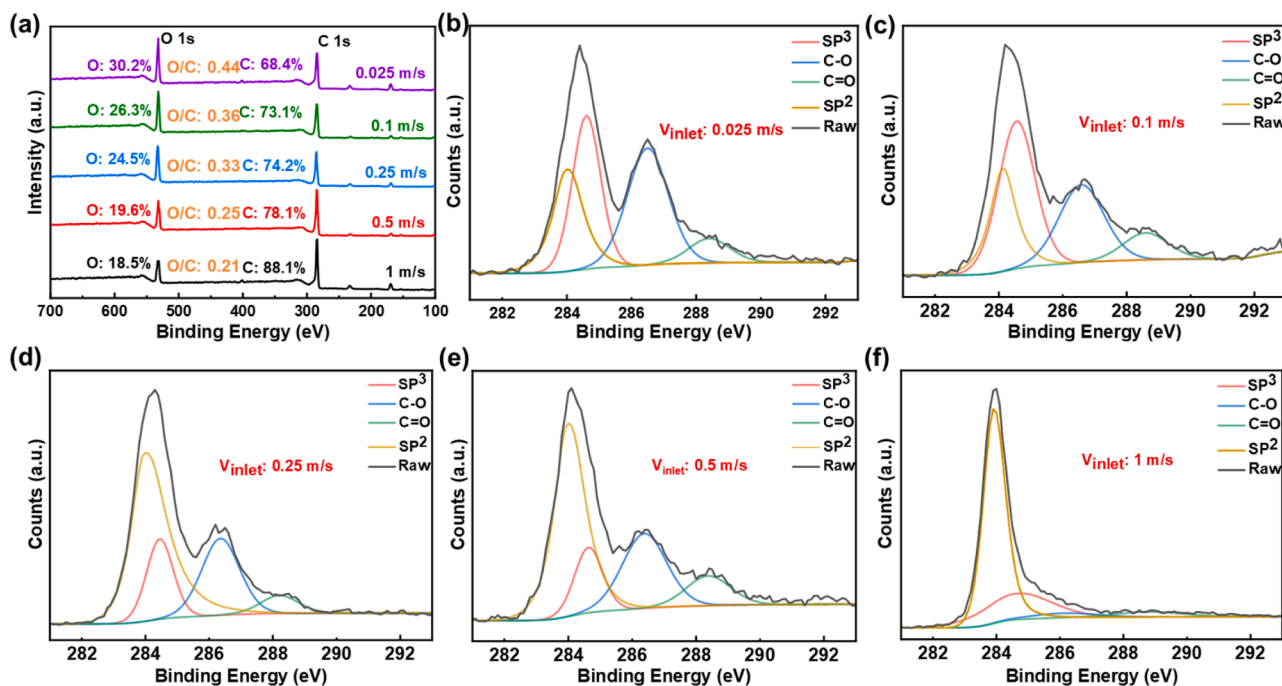 (a)
O 1s
C 1s
O: 30.2%
O/C: 0.44
C: 68.4%
0.025 m/s
O: 26.3%
O/C: 0.36
C: 73.1%
0.1 m/s
O: 24.5%
O/C: 0.33
C: 74.2%
0.25 m/s
O: 19.6%
O/C: 0.25
C: 78.1%
0.5 m/s
O: 18.5%
O/C: 0.21
C: 88.1%
1 m/s
Intensity (a.u.)
700 600 500 400 300 200 100
Binding Energy (eV)
(b)
SP3
C-O
C=O
SP2
Raw
Vinlet: 0.025 m/s
Counts (a.u.)
282 284 286 288 290 292
Binding Energy (eV)
(c)
SP3
C-O
C=O
SP2
Raw
Vinlet: 0.1 m/s
Counts (a.u.)
282 284 286 288 290 292
Binding Energy (eV)
(d)
SP3
C-O
C=O
SP2
Raw
Vinlet: 0.25 m/s
Counts (a.u.)
282 284 286 288 290 292
Binding Energy (eV)
(e)
SP3
C-O
C=O
SP2
Raw
Vinlet: 0.5 m/s
Counts (a.u.)
282 284 286 288 290 292
Binding Energy (eV)
(f)
SP3
C-O
C=O
SP2
Raw
Vinlet: 1 m/s
Counts (a.u.)
282 284 286 288 290 292
Binding Energy (eV)